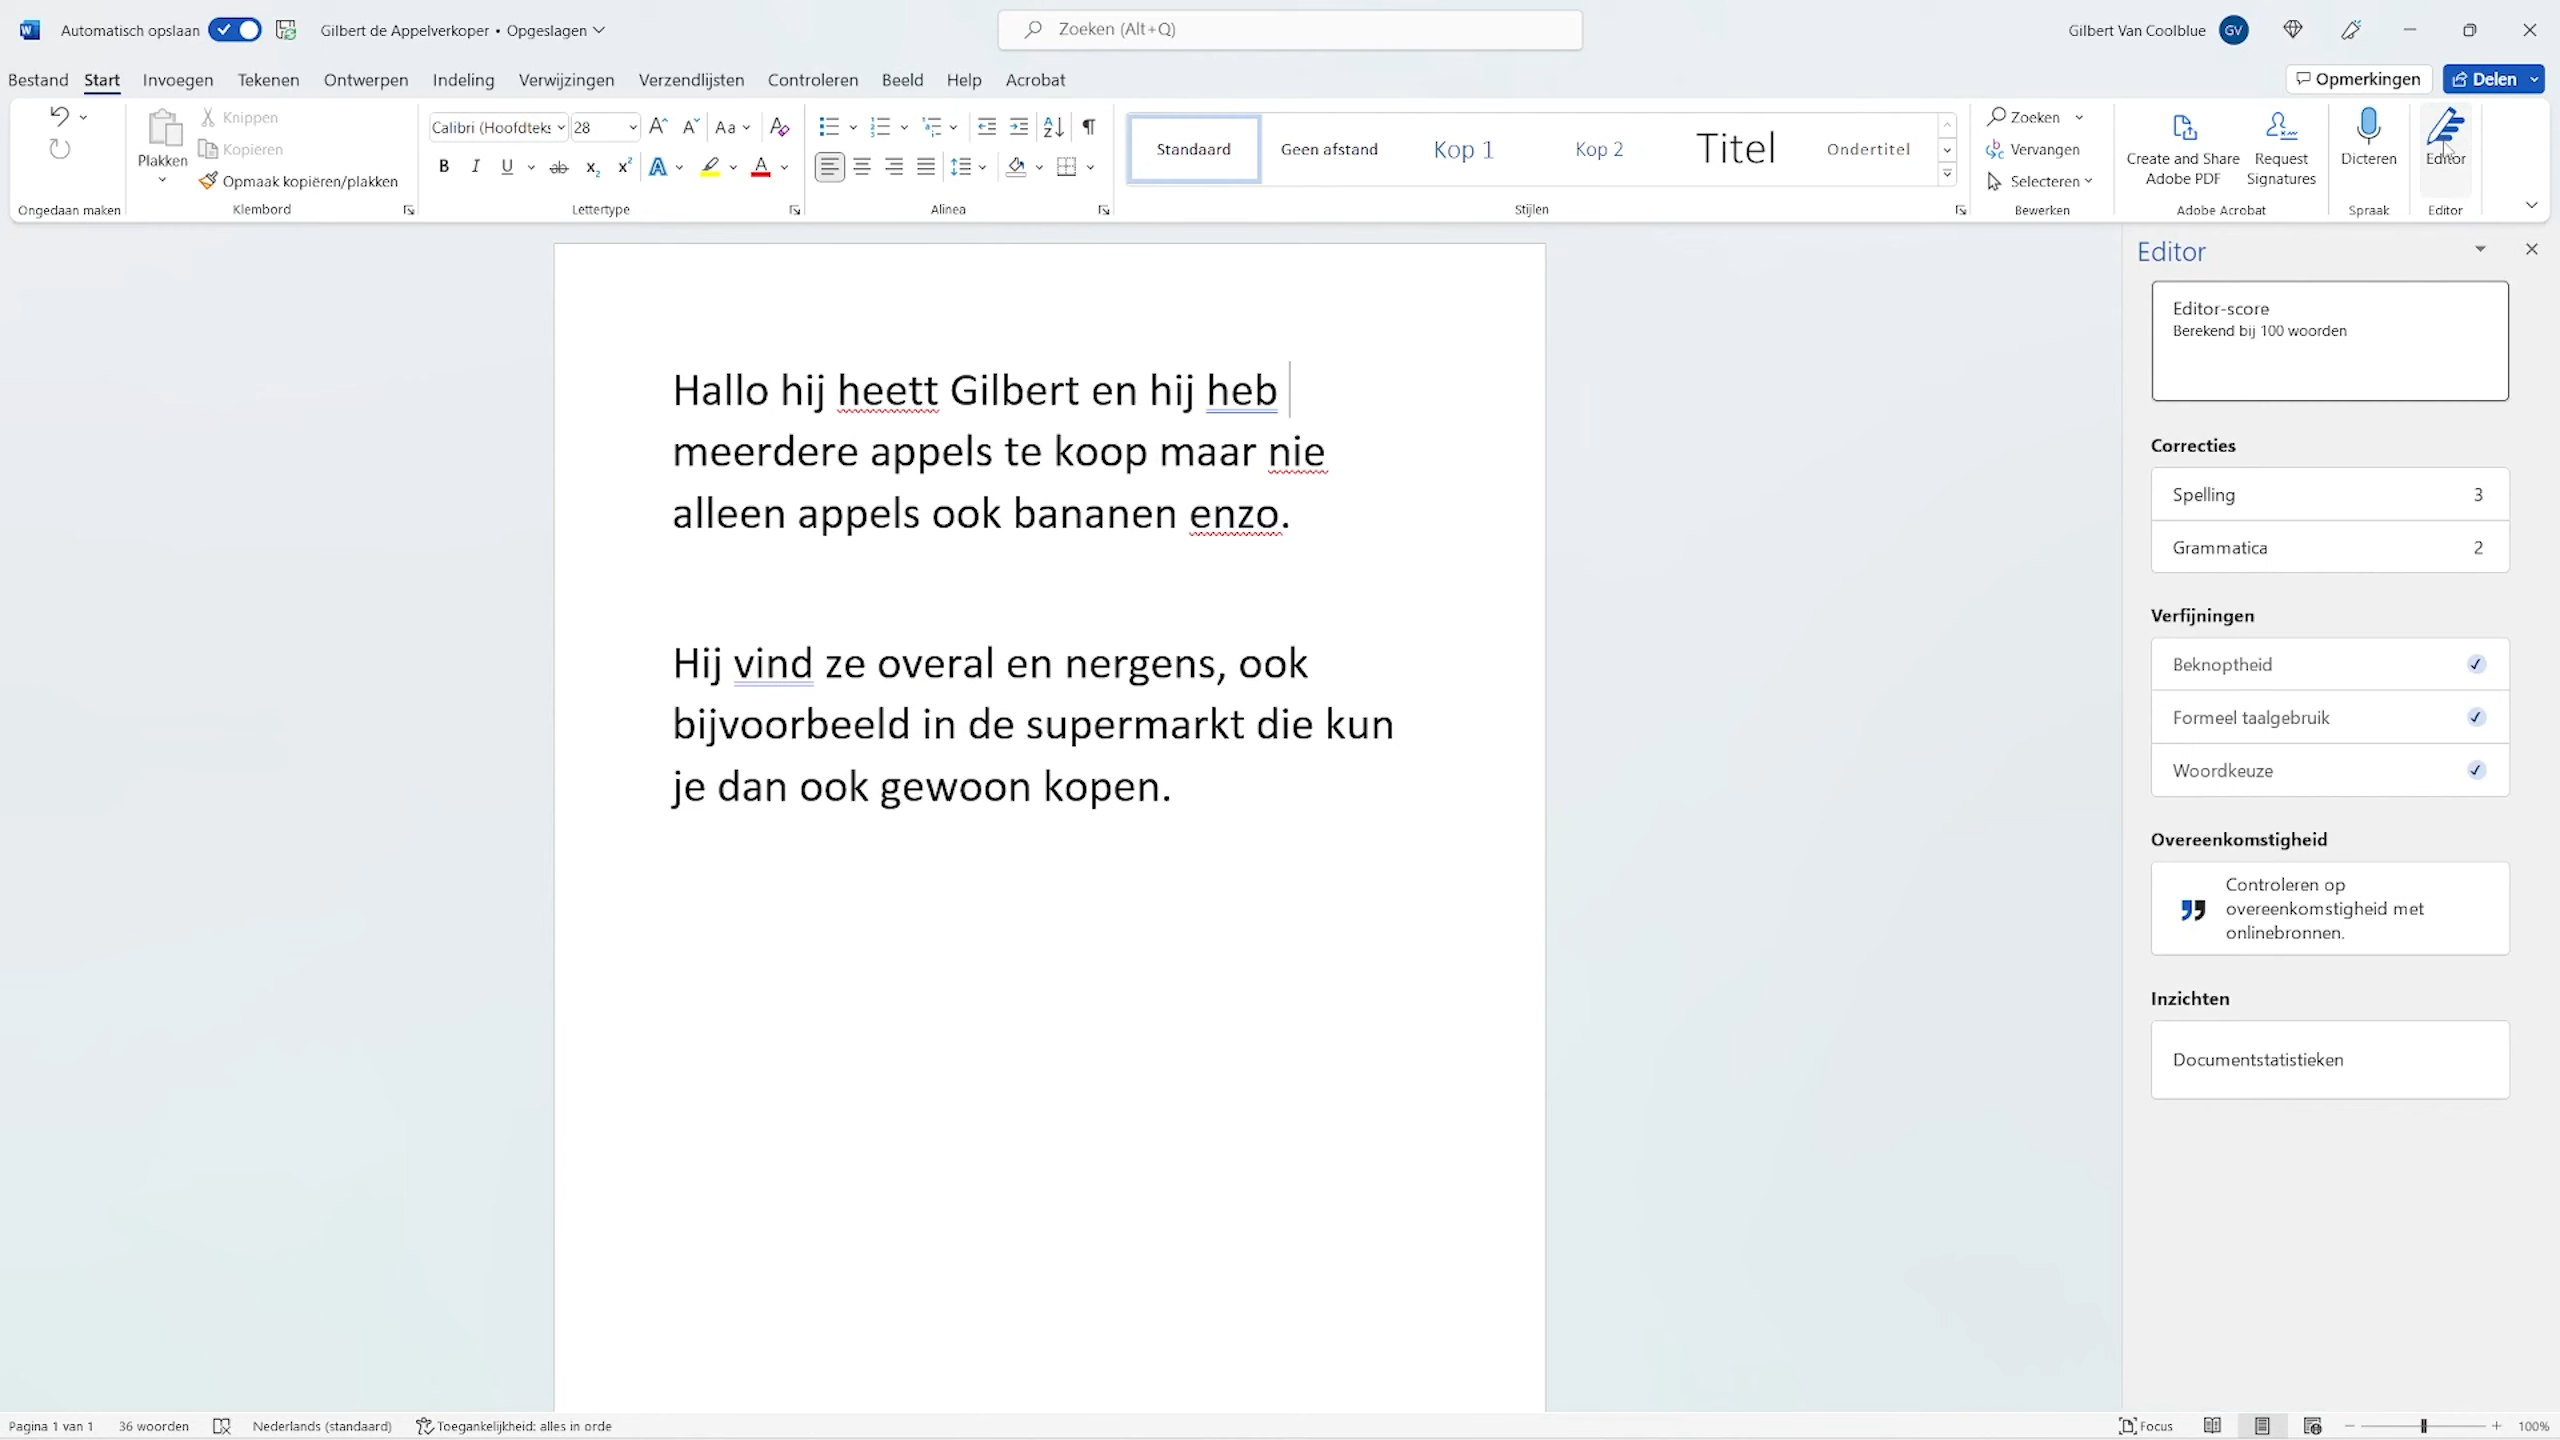 Automatisch opslaan
Gilbert de Appelverkoper • Opgeslagen
Zoeken (Alt+Q)
Gilbert Van Coolblue
GV
Bestand Start Invoegen Tekenen Ontwerpen Indeling Verwijzingen Verzendlijsten Controleren Beeld Help Acrobat
Opmerkingen
Delen
Plakken
Knippen
Kopiëren
Opmaak kopiëren/plakken
Calibri (Hoofdteks
28
Standaard
Geen afstand
Kop 1
Kop 2
Titel
Ondertitel
Zoeken
Vervangen
Selecteren
Create and Share
Adobe PDF
Request
Signatures
Dicteren
Editor
Ongedaan maken
Klembord
Lettertype
Alinea
Stijlen
Bewerken
Adobe Acrobat
Spraak
Editor
Hallo hij heett Gilbert en hij heb
meerdere appels te koop maar nie
alleen appels ook bananen enzo.
Hij vind ze overal en nergens, ook
bijvoorbeeld in de supermarkt die kun
je dan ook gewoon kopen.
Editor
Editor-score
Berekend bij 100 woorden
Correcties
Spelling 3
Grammatica 2
Verfijningen
Beknoptheid
Formeel taalgebruik
Woordkeuze
Overeenkomstigheid
Controleren op
overeenkomstigheid met
onlinebronnen.
Inzichten
Documentstatistieken
Pagina 1 van 1
36 woorden
Nederlands (standaard)
Toegankelijkheid: alles in orde
Focus
100%